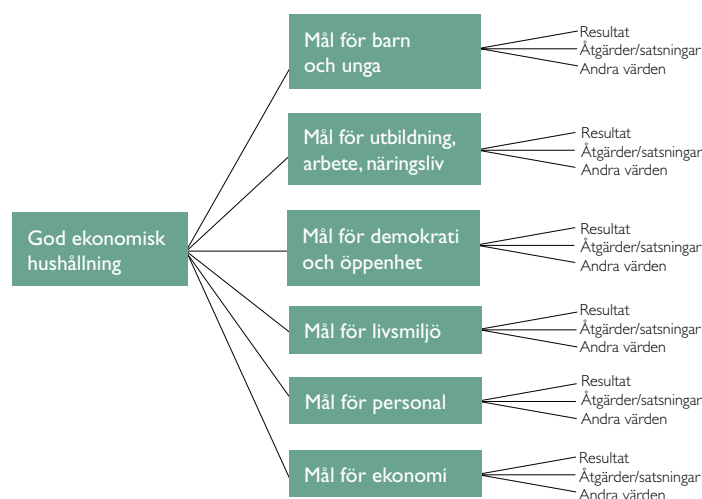 God ekonomisk
hushållning
Mål för barn
och unga
Resultat
Åtgärder/satsningar
Andra värden
Mål för utbildning,
arbete, näringsliv
Resultat
Åtgärder/satsningar
Andra värden
Mål för demokrati
och öppenhet
Resultat
Åtgärder/satsningar
Andra värden
Mål för livsmiljö
Resultat
Åtgärder/satsningar
Andra värden
Mål för personal
Resultat
Åtgärder/satsningar
Andra värden
Mål för ekonomi
Resultat
Åtgärder/satsningar
Andra värden